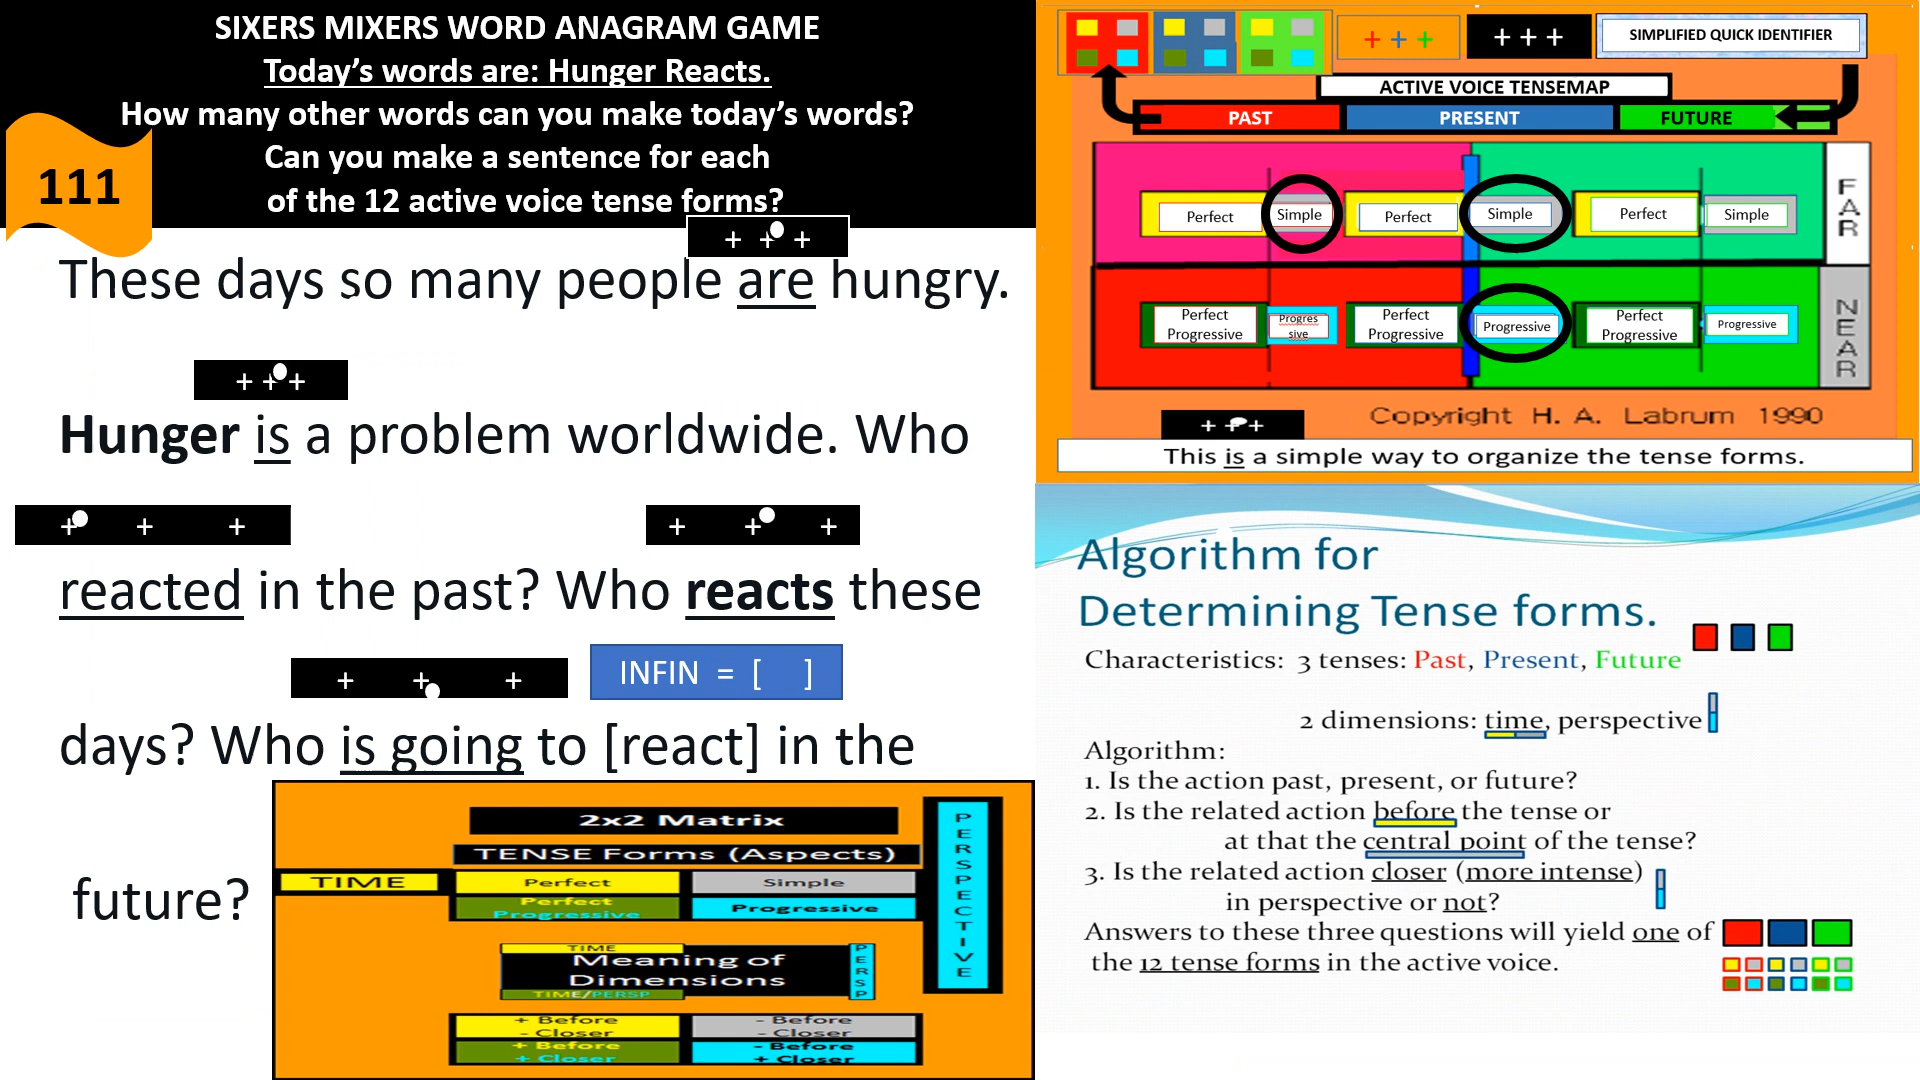 SIXERS MIXERS WORD ANAGRAM GAME
Today's words are: Hunger Reacts.
How many other words can you make today's words?
Can you make a sentence for each
of the 12 active voice tense forms?
111
+ + +
These days so many people are hungry.
+ + +
Hunger is a problem worldwide. Who
+ + +
+ + +
reacted in the past? Who reacts these
+ + +
INFIN = [ ]
days? Who is going to [react] in the
future?
2x2 Matrix
TENSE Forms (Aspects)
TIME
Perfect
Simple
Perfect
Progressive
Progressive
PERSPECTIVE
TIME
Meaning of
Dimensions
PERSP
TIME/PERSP
+ Before
- Closer
- Before
- Closer
+ Before
+ Closer
- Before
+ Closer
+ + +
+ + +
SIMPLIFIED QUICK IDENTIFIER
ACTIVE VOICE TENSEMAP
PAST
PRESENT
FUTURE
Perfect
Simple
Perfect
Simple
Perfect
Simple
FAR
Perfect
Progressive
Progres
sive
Perfect
Progressive
Progressive
Perfect
Progressive
Progressive
NEAR
Copyright H. A. Labrum 1990
+ + +
This is a simple way to organize the tense forms.
Algorithm for
Determining Tense forms.
Characteristics: 3 tenses: Past, Present, Future
2 dimensions: time, perspective
Algorithm:
1. Is the action past, present, or future?
2. Is the related action before the tense or
at that the central point of the tense?
3. Is the related action closer (more intense)
in perspective or not?
Answers to these three questions will yield one of
the 12 tense forms in the active voice.